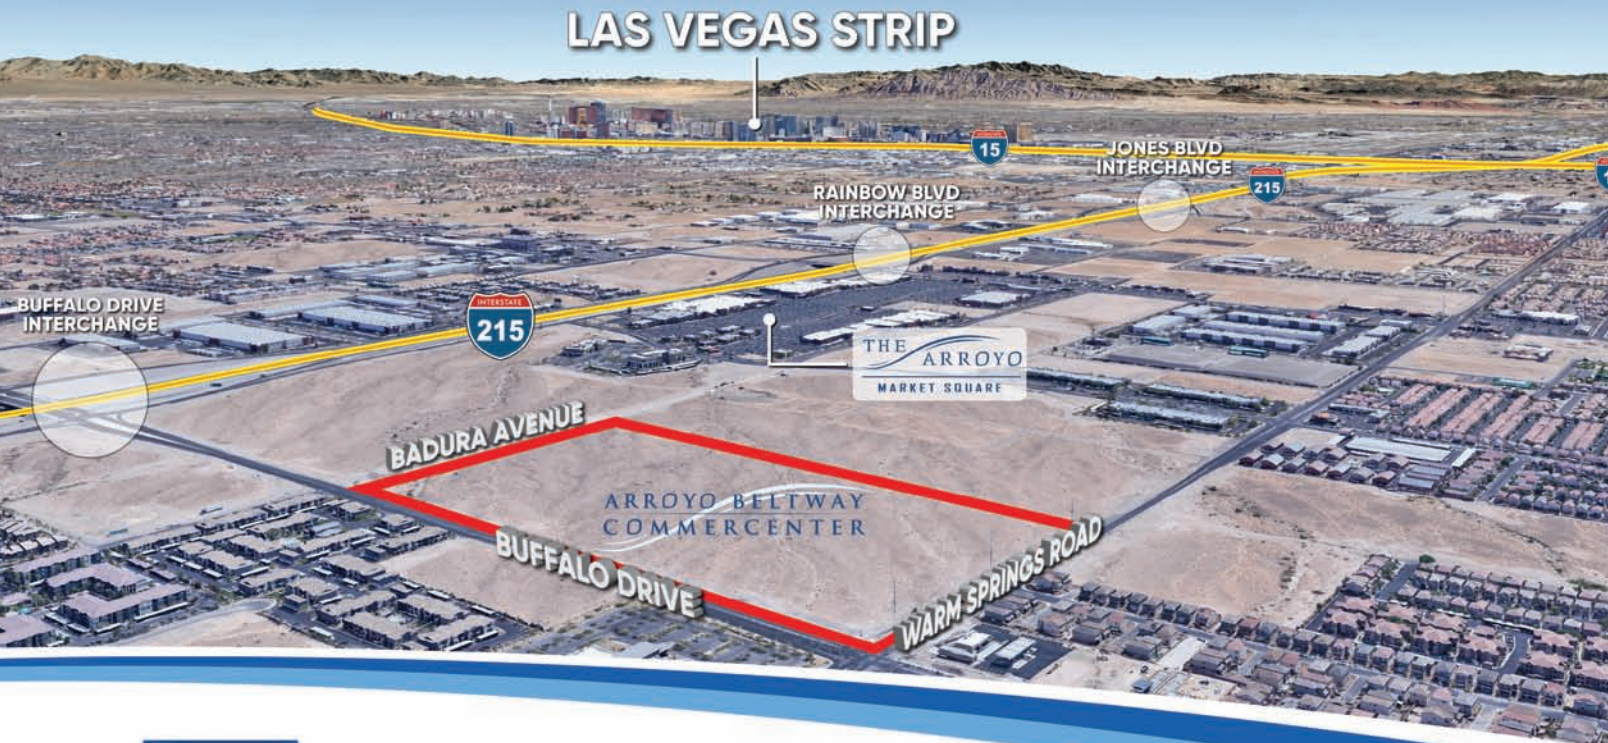 LAS VEGAS STRIP
INTERSTATE
15
JONES BLVD
INTERCHANGE
215
RAINBOW BLVD
INTERCHANGE
BUFFALO DRIVE
INTERCHANGE
INTERSTATE
215
THE ARROYO
MARKET SQUARE
BADURA AVENUE
ARROYO BELTWAY
COMMERCENTER
BUFFALO DRIVE
WARM SPRINGS ROAD